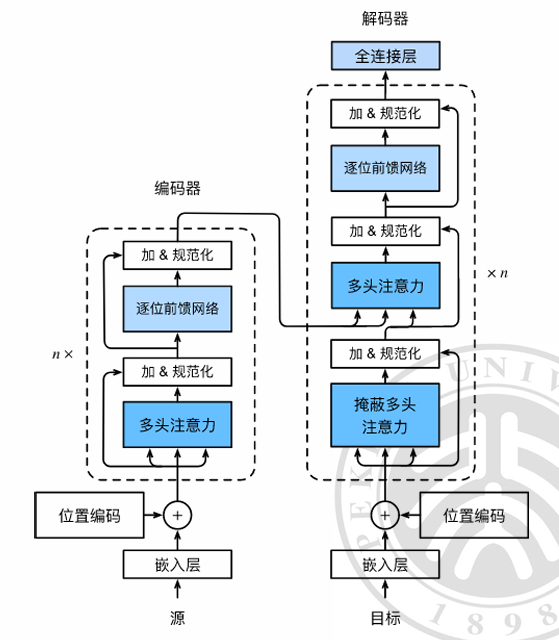 解码器
全连接层
加 & 规范化
逐位前馈网络
加 & 规范化
多头注意力
× n
加 & 规范化
掩蔽多头
注意力
位置编码
+
嵌入层
目标
编码器
加 & 规范化
逐位前馈网络
n ×
加 & 规范化
多头注意力
位置编码
+
嵌入层
源
PEK
UNIV
1898